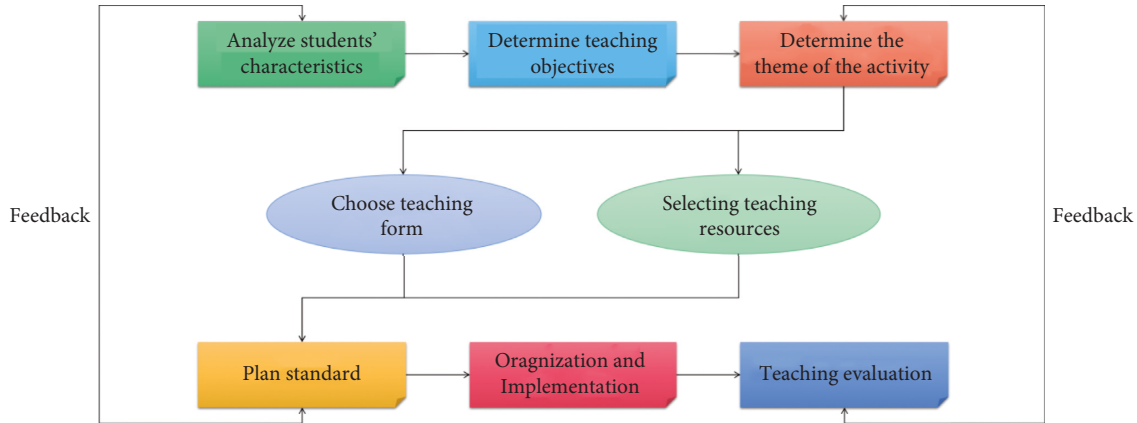 Analyze students'
characteristics
Determine teaching
objectives
Determine the
theme of the activity
Feedback
Choose teaching
form
Selecting teaching
resources
Feedback
Plan standard
Oragnization and
Implementation
Teaching evaluation